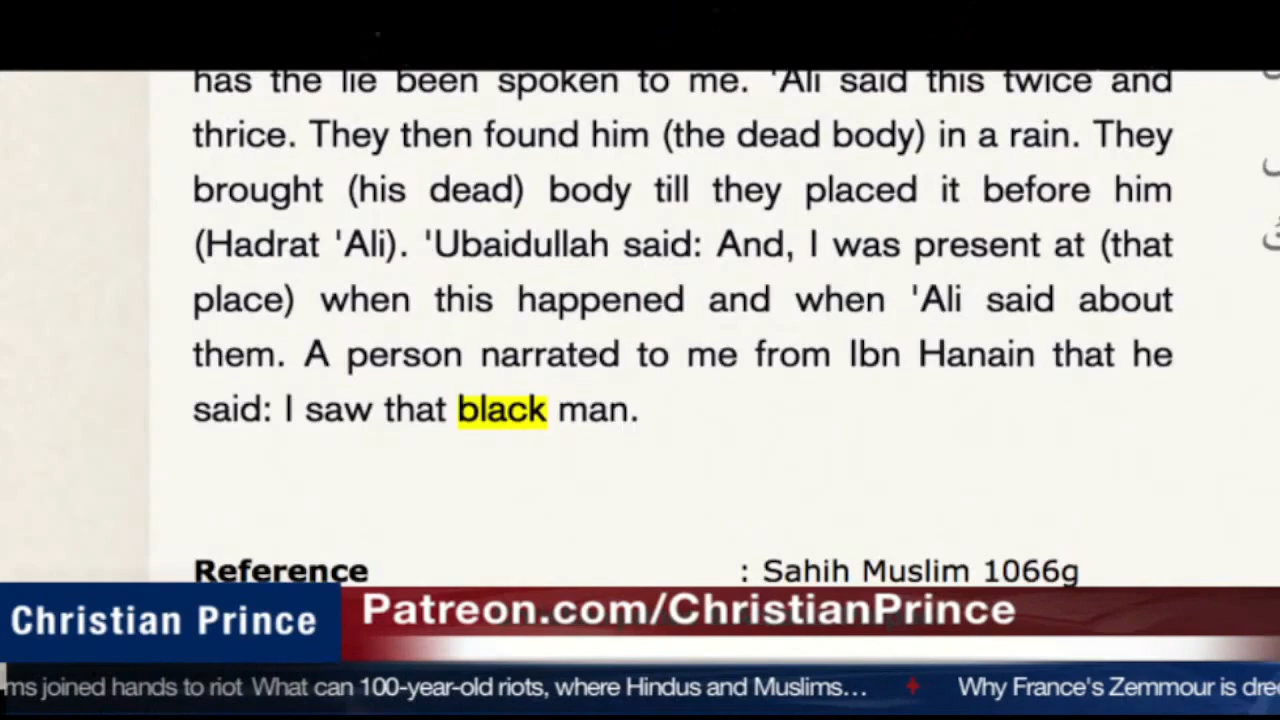 has the lie been spoken to me. 'Ali said this twice and
thrice. They then found him (the dead body) in a rain. They
brought (his dead) body till they placed it before him
(Hadrat 'Ali). 'Ubaidullah said: And, I was present at (that
place) when this happened and when 'Ali said about
them. A person narrated to me from Ibn Hanain that he
said: I saw that black man.
Reference : Sahih Muslim 1066g
Christian Prince
Patreon.com/ChristianPrince
ms joined hands to riot What can 100-year-old riots, where Hindus and Muslims... Why France's Zemmour is